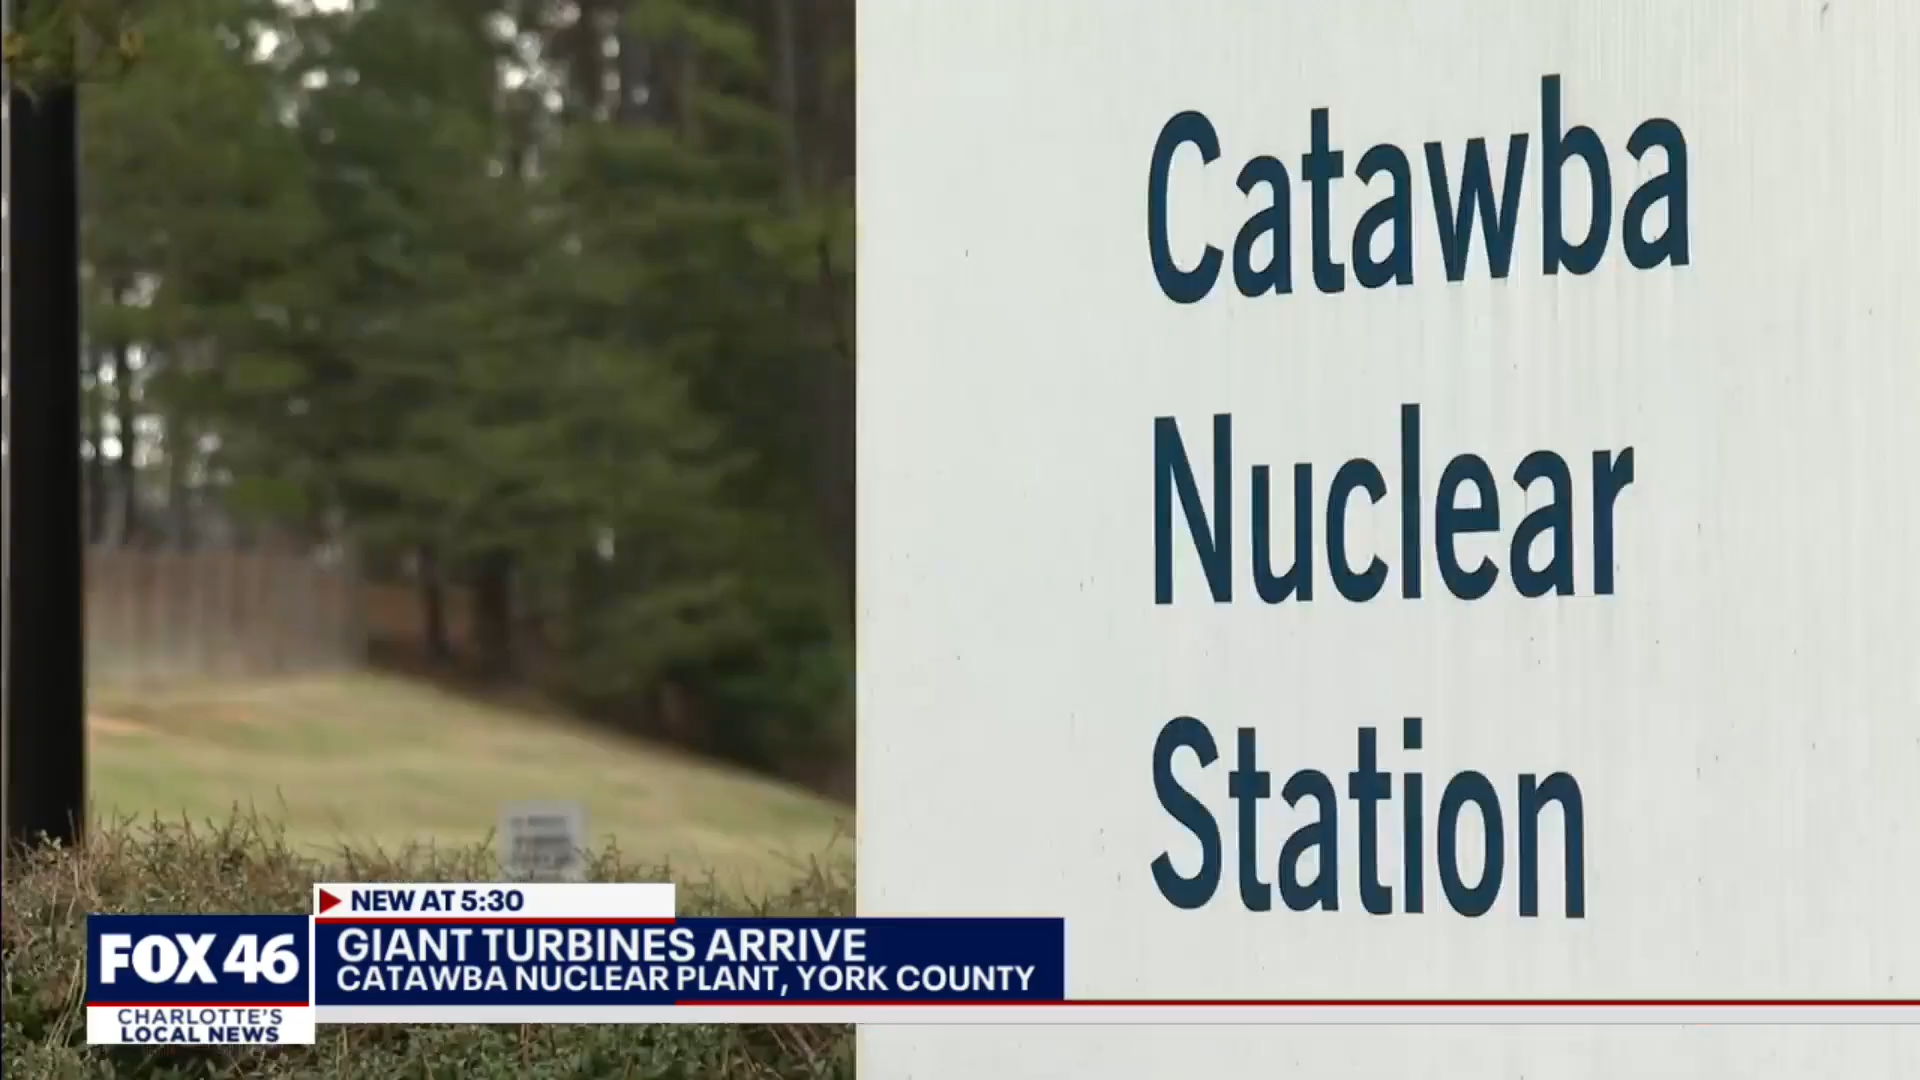 Catawba
Nuclear
Station
NEW AT 5:30
GIANT TURBINES ARRIVE
CATAWBA NUCLEAR PLANT, YORK COUNTY
FOX 46
CHARLOTTE'S
LOCAL NEWS